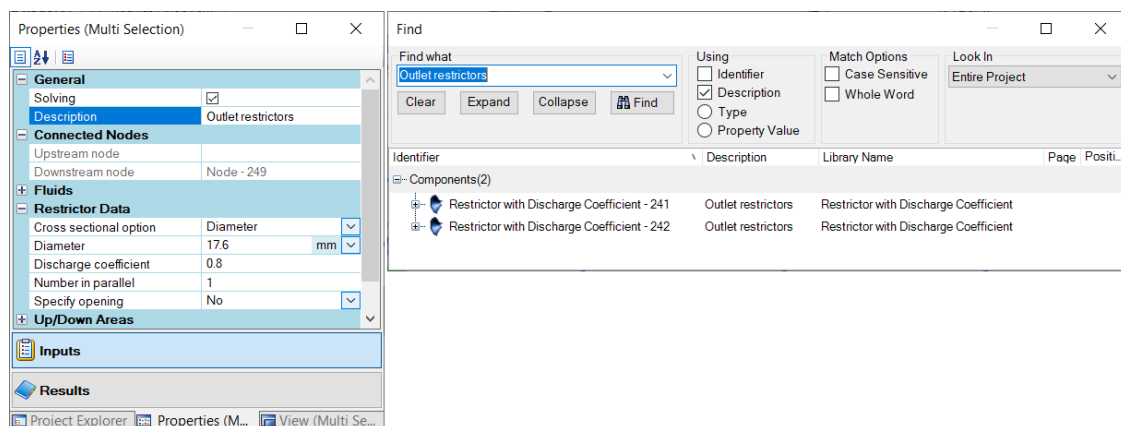 Properties (Multi Selection)
General
Solving
Description Outlet restrictors
Connected Nodes
Upstream node
Downstream node Node - 249
Fluids
Restrictor Data
Cross sectional option Diameter
Diameter 17.6 mm
Discharge coefficient 0.8
Number in parallel 1
Specify opening No
Up/Down Areas
Inputs
Results
Project Explorer Properties (M... View (Multi Se...
Find
Find what
Outlet restrictors
Clear Expand Collapse Find
Using
Identifier
Description
Type
Property Value
Match Options
Case Sensitive
Whole Word
Look In
Entire Project
Identifier Description Library Name Page Positi...
Components(2)
Restrictor with Discharge Coefficient - 241 Outlet restrictors Restrictor with Discharge Coefficient
Restrictor with Discharge Coefficient - 242 Outlet restrictors Restrictor with Discharge Coefficient